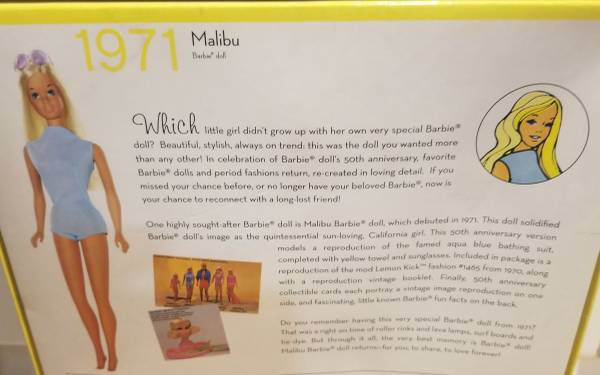 1971 Malibu
Barbie® doll
Which little girl didn't grow up with her own very special Barbie®
doll? Beautiful, stylish, always on trend: this was the doll you wanted more
than any other! In celebration of Barbie® doll's 50th anniversary, favorite
Barbie® dolls and period fashions return, re-created in loving detail. If you
missed your chance before, or no longer have your beloved Barbie®, now is
your chance to reconnect with a long-lost friend!
One highly sought-after Barbie® doll is Malibu Barbie® doll, which debuted in 1971. This doll solidified
Barbie® doll's image as the quintessential sun-loving, California girl. This 50th anniversary version
models a reproduction of the famed aqua blue bathing suit,
completed with yellow towel and sunglasses. Included in package is a
reproduction of the mod Lemon Kick™ fashion #1465 from 1970, along
with a reproduction vintage booklet. Finally, 50th anniversary
collectible cards each portray a vintage image reproduction on one
side, and fascinating, little known Barbie® fun facts on the back.
Do you remember having this very special Barbie® doll from 1971?
That was a right-on time of roller rinks and lava lamps, surf boards and
tie-dye. But through it all, the very best memory is Barbie® doll!
Malibu Barbie® doll returns—for you, to share, to love forever!